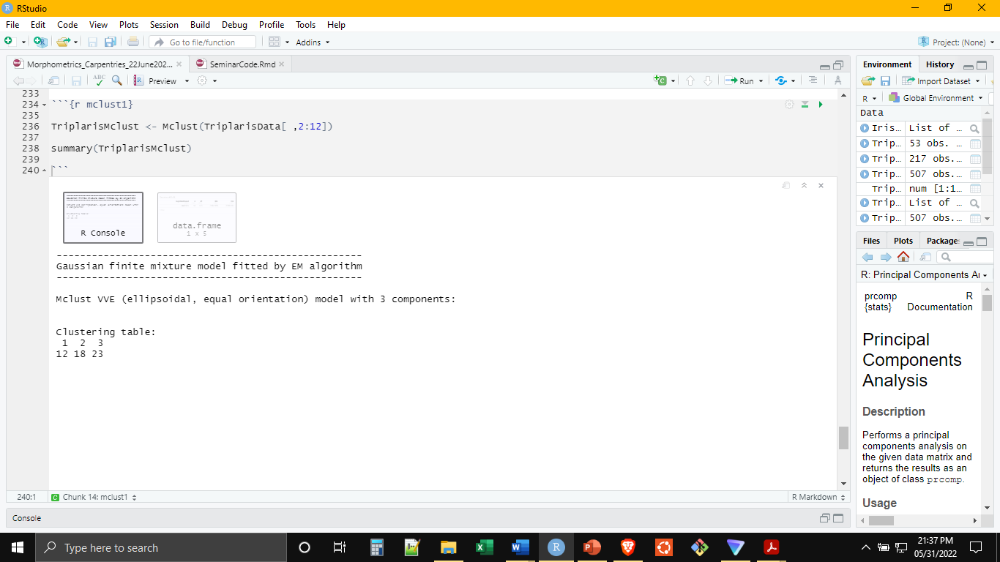 RStudio
File Edit Code View Plots Session Build Debug Profile Tools Help
Go to file/function
Addins
Project: (None)
Morphometrics_Carpentries_22June202...
SeminarCode.Rmd
ABC
Preview
Run
233
234 ```{r mclust1}
235
236 TriplarisMclust <- Mclust(TriplarisData[ ,2:12])
237
238 summary(TriplarisMclust)
239
240 ```
R Console
data.frame
1 x 5
--------------------------------------------------
Gaussian finite mixture model fitted by EM algorithm
--------------------------------------------------
Mclust VVE (ellipsoidal, equal orientation) model with 3 components:
Clustering table:
1 2 3
12 18 23
240:1
Chunk 14: mclust1
R Markdown
Console
Environment History
Import Dataset
R Global Environment
Data
Iris... List of ...
Trip... 53 obs. ...
Trip... 217 obs...
Trip... 507 obs...
Trip... num [1:1...
Trip... List of ...
Trip... 507 obs...
Files Plots Package
R: Principal Components A
prcomp R
{stats} Documentation
Principal
Components
Analysis
Description
Performs a principal
components analysis on
the given data matrix and
returns the results as an
object of class prcomp.
Usage
Type here to search
21:37 PM
05/31/2022